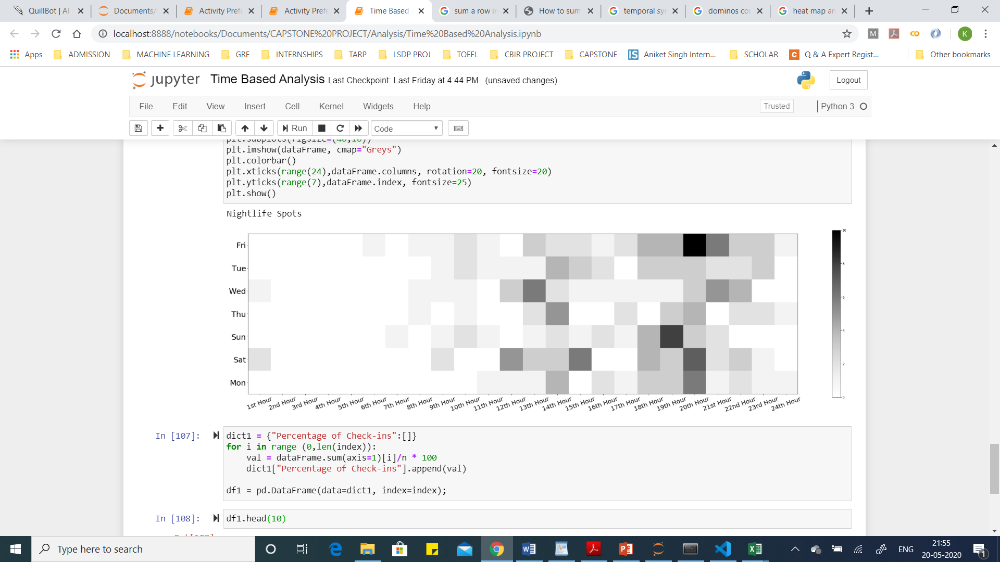 QuillBot | AI
Documents/
Activity Prefe
Activity Prefe
Time Based
sum a row in
How to sum
temporal syn
dominos cou
heat map an
localhost:8888/notebooks/Documents/CAPSTONE%20PROJECT/Analysis/Time%20Based%20Analysis.ipynb
M
K
Apps
ADMISSION
MACHINE LEARNING
GRE
INTERNSHIPS
TARP
LSDP PROJ
TOEFL
CBIR PROJECT
CAPSTONE
IS
Aniket Singh Intern...
SCHOLAR
C
Q & A Expert Regist...
Other bookmarks
jupyter
Time Based Analysis Last Checkpoint: Last Friday at 4:44 PM (unsaved changes)
Logout
File Edit View Insert Cell Kernel Widgets Help
Trusted
Python 3
Run
Code
plt.subplots(figsize=(40,10))
plt.imshow(dataFrame, cmap="Greys")
plt.colorbar()
plt.xticks(range(24),dataFrame.columns, rotation=20, fontsize=20)
plt.yticks(range(7),dataFrame.index, fontsize=25)
plt.show()
Nightlife Spots
Fri
Tue
Wed
Thu
Sun
Sat
Mon
1st Hour 2nd Hour 3rd Hour 4th Hour 5th Hour 6th Hour 7th Hour 8th Hour 9th Hour 10th Hour 11th Hour 12th Hour 13th Hour 14th Hour 15th Hour 16th Hour 17th Hour 18th Hour 19th Hour 20th Hour 21st Hour 22nd Hour 23rd Hour 24th Hour
10
8
6
4
2
0
In [107]:
dict1 = {"Percentage of Check-ins":[]}
for i in range (0,len(index)):
    val = dataFrame.sum(axis=1)[i]/n * 100
    dict1["Percentage of Check-ins"].append(val)
df1 = pd.DataFrame(data=dict1, index=index);
In [108]:
df1.head(10)
Type here to search
ENG
21:55
20-05-2020
1